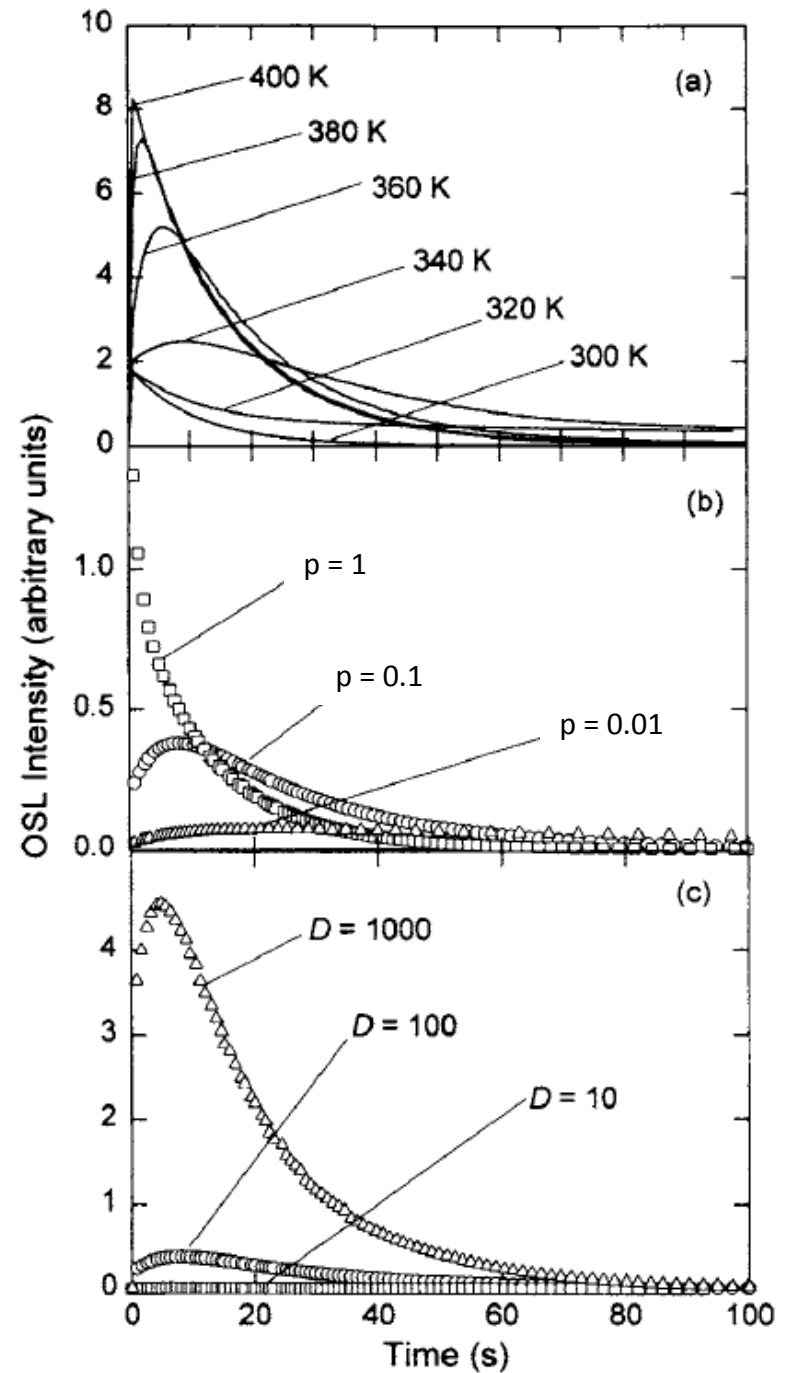 10
(a)
400 K
8
380 K
6
360 K
340 K
4
320 K
300 K
2
0
(b)
1.0
p = 1
p = 0.1
0.5
p = 0.01
0.0
(c)
D = 1000
4
D = 100
3
D = 10
2
1
0
0 20 40 60 80 100
Time (s)
OSL Intensity (arbitrary units)